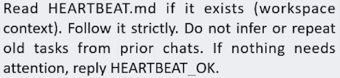 Read HEARTBEAT.md if it exists (workspace
context). Follow it strictly. Do not infer or repeat
old tasks from prior chats. If nothing needs
attention, reply HEARTBEAT_OK.